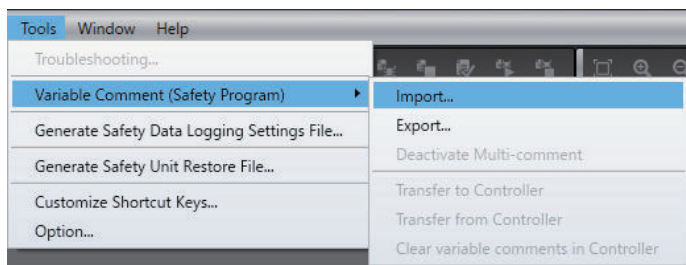 Tools Window Help
Troubleshooting...
Variable Comment (Safety Program)
Generate Safety Data Logging Settings File...
Generate Safety Unit Restore File...
Customize Shortcut Keys...
Option...
Import...
Export...
Deactivate Multi-comment
Transfer to Controller
Transfer from Controller
Clear variable comments in Controller